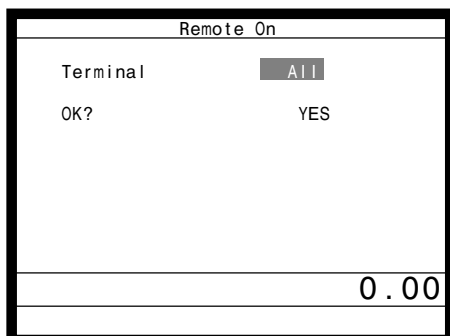 Remote On
Terminal All
OK? YES
0.00